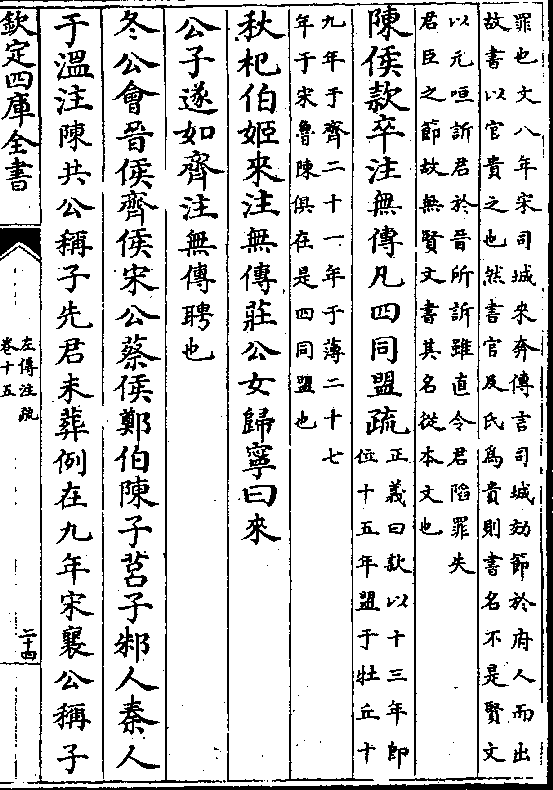 罪也文八年宋司城來奔傳言司城効節於府人而出
故書以官貴之也然書官及氏爲貴則書名不是賢文
以元咺訴君於晉所訴雖直令君陷罪失
君臣之節故無賢文書其名從本文也
陳侯款卒注無傳凡四同盟疏
正義曰款以十三年即
位十五年盟于牡丘十
九年于齊二十一年于薄二十七
年于宋魯陳俱在是四同盟也
秋杞伯姬來注無傳莊公女歸寧曰來
公子遂如齊注無傳聘也
冬公會晉侯齊侯宋公蔡侯鄭伯陳子莒子邾人秦人
于溫注陳共公稱子先君未葬例在九年宋襄公稱子
欽定四庫全書
左傳注疏
卷十五
二十四